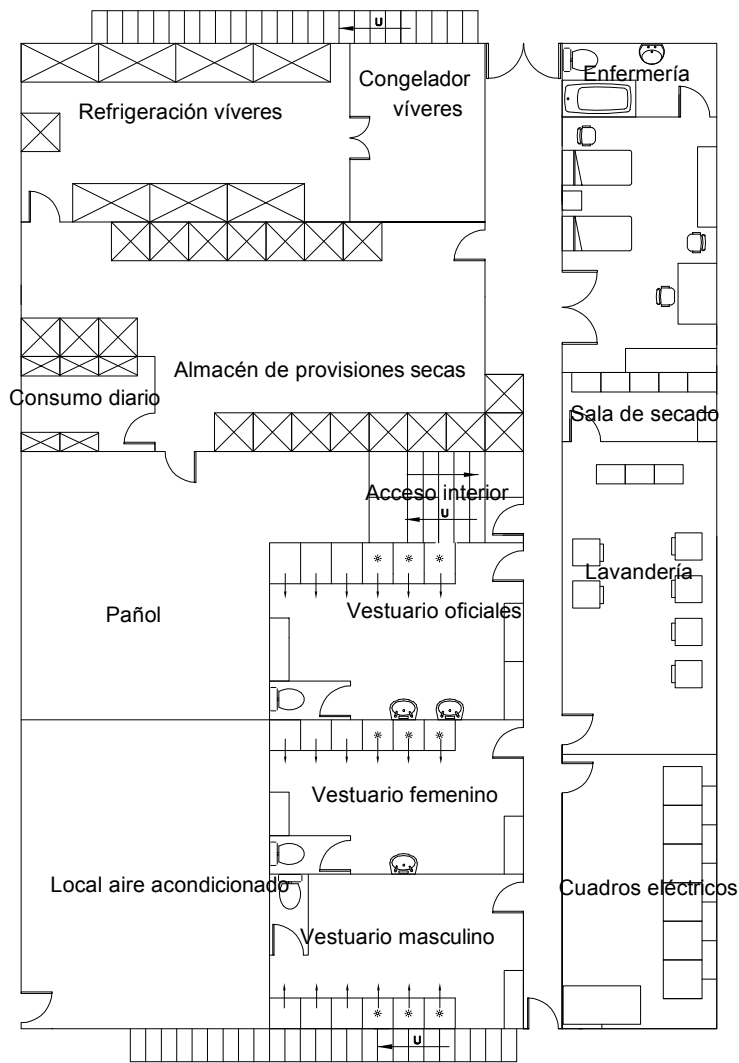 U
Enfermería
Congelador
víveres
Refrigeración víveres
Almacén de provisiones secas
Consumo diario
Sala de secado
Acceso interior
U
Lavandería
Pañol
Vestuario oficiales
Vestuario femenino
Local aire acondicionado
Cuadros eléctricos
Vestuario masculino
U